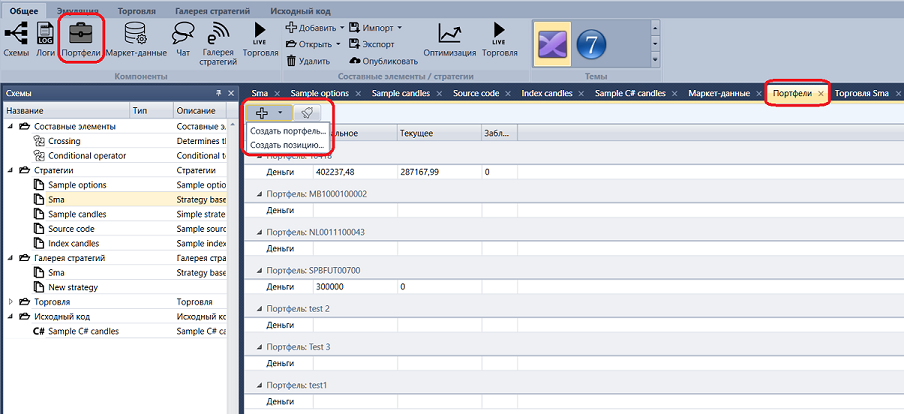 Общее Эмуляция Торговля Галерея стратегий Исходный код
Схемы Логи Портфели Маркет-данные Чат Галерея стратегий LIVE Торговля
LOG
Добавить Импорт
Открыть Экспорт
Удалить Опубликовать
Оптимизация LIVE Торговля
7
Компоненты Составные элементы / стратегии Темы
Схемы
Sma Sample options Sample candles Source code Index candles Sample C# candles Маркет-данные Портфели Торговля Sma
Название Тип Описание
Составные элементы Составные э
Crossing Determines th
Conditional operator Conditional t
Стратегии Стратегии
Sample options Sample optio
Sma Strategy base
Sample candles Simple strate
Source code Sample sourc
Index candles Sample index
Галерея стратегий Галерея стра
Sma Strategy base
New strategy
Торговля Торговля
Исходный код Исходный ко
C# Sample C# candles Sample C# ca
Создать портфель...
Создать позицию...
альное Текущее Забл...
Деньги 402237,48 287167,99 0
Портфель: MB1000100002
Деньги
Портфель: NL0011100043
Деньги
Портфель: SPBFUT00700
Деньги 300000 0
Портфель: test 2
Деньги
Портфель: Test 3
Деньги
Портфель: test1
Деньги